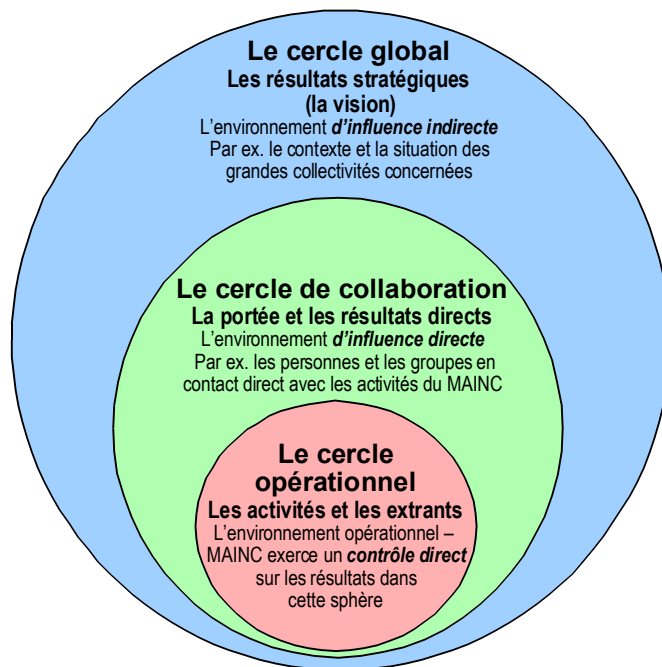 Le cercle global
Les résultats stratégiques
(la vision)
L'environnement d'influence indirecte
Par ex. le contexte et la situation des
grandes collectivités concernées
Le cercle de collaboration
La portée et les résultats directs
L'environnement d'influence directe
Par ex. les personnes et les groupes en
contact direct avec les activités du MAINC
Le cercle
opérationnel
Les activités et les extrants
L'environnement opérationnel –
MAINC exerce un contrôle direct
sur les résultats dans
cette sphère